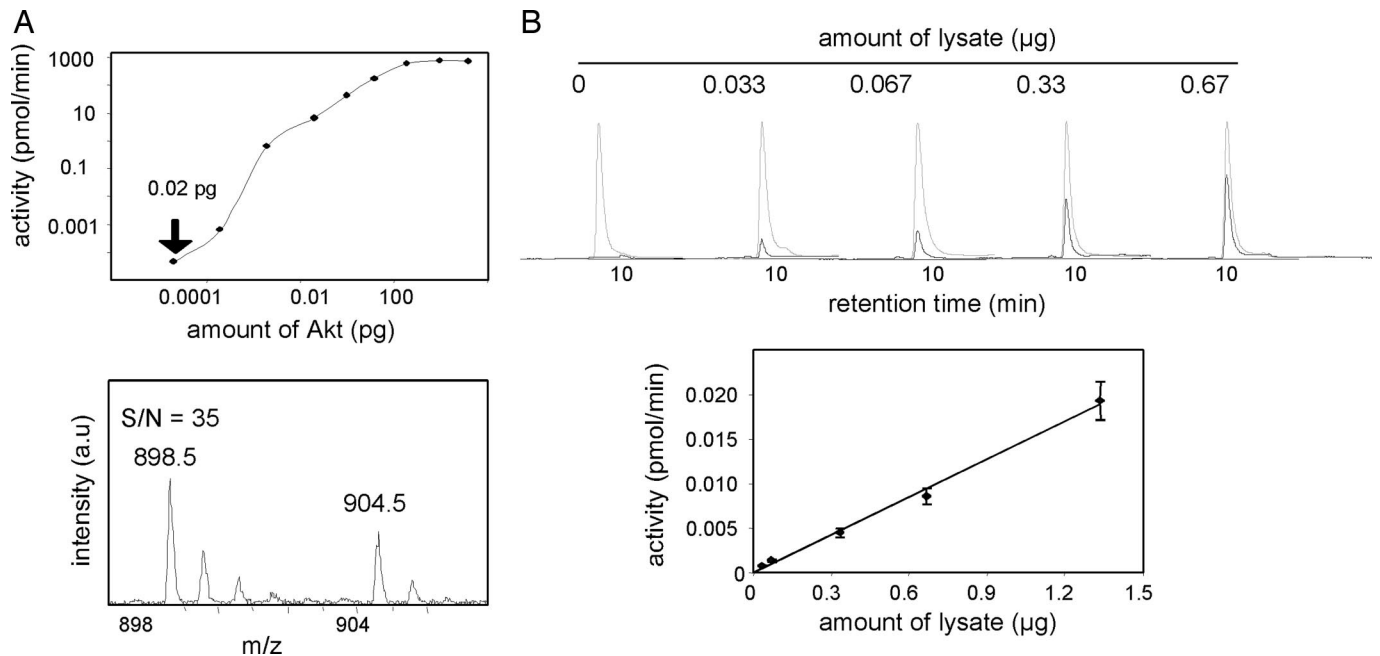 A
activity (pmol/min)
1000
10
0.1
0.001
0.02 pg
0.0001 0.01 100
amount of Akt (pg)
intensity (a.u)
S/N = 35
898.5
904.5
898 904
m/z
B
amount of lysate (µg)
0 0.033 0.067 0.33 0.67
10 10 10 10 10
retention time (min)
activity (pmol/min)
0.020
0.015
0.010
0.005
0
0 0.3 0.6 0.9 1.2 1.5
amount of lysate (µg)